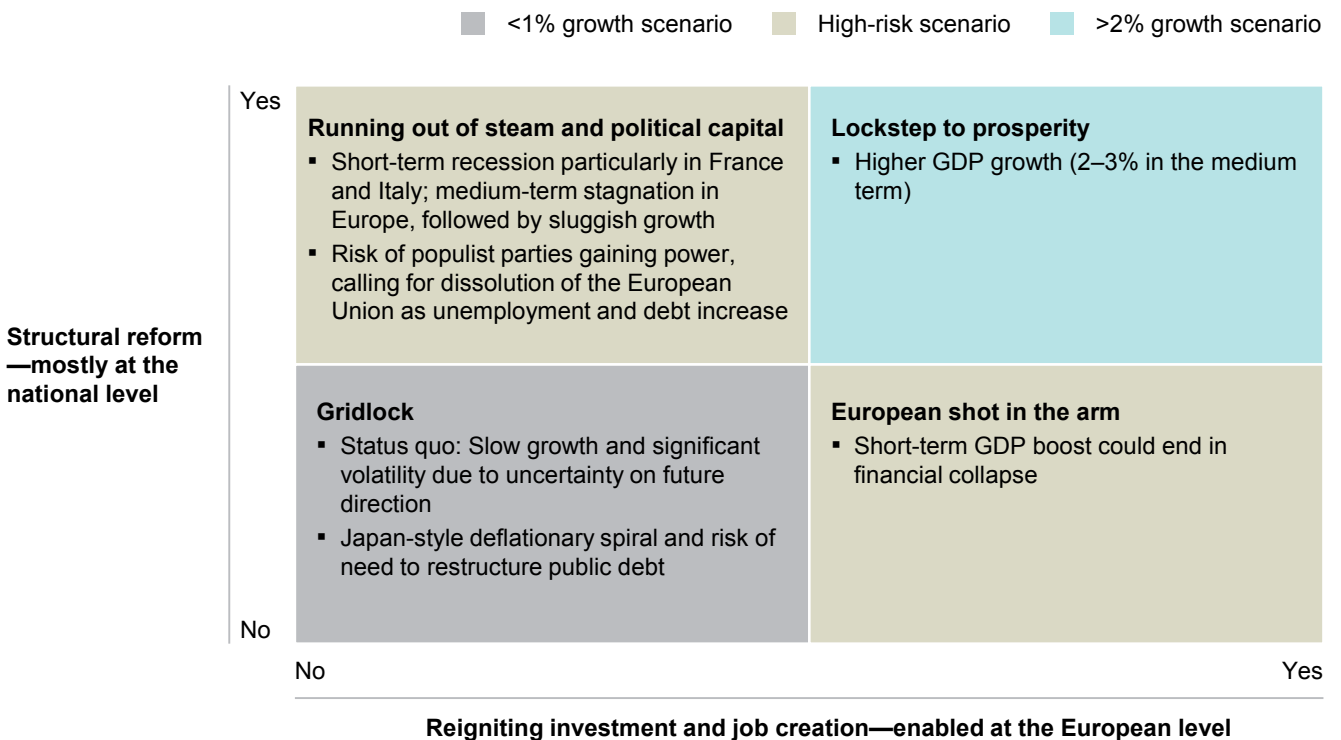 <1% growth scenario
High-risk scenario
>2% growth scenario
Yes
Running out of steam and political capital
▪ Short-term recession particularly in France
and Italy; medium-term stagnation in
Europe, followed by sluggish growth
▪ Risk of populist parties gaining power,
calling for dissolution of the European
Union as unemployment and debt increase
Lockstep to prosperity
▪ Higher GDP growth (2–3% in the medium
term)
Structural reform
—mostly at the
national level
Gridlock
▪ Status quo: Slow growth and significant
volatility due to uncertainty on future
direction
▪ Japan-style deflationary spiral and risk of
need to restructure public debt
European shot in the arm
▪ Short-term GDP boost could end in
financial collapse
No
No
Yes
Reigniting investment and job creation—enabled at the European level